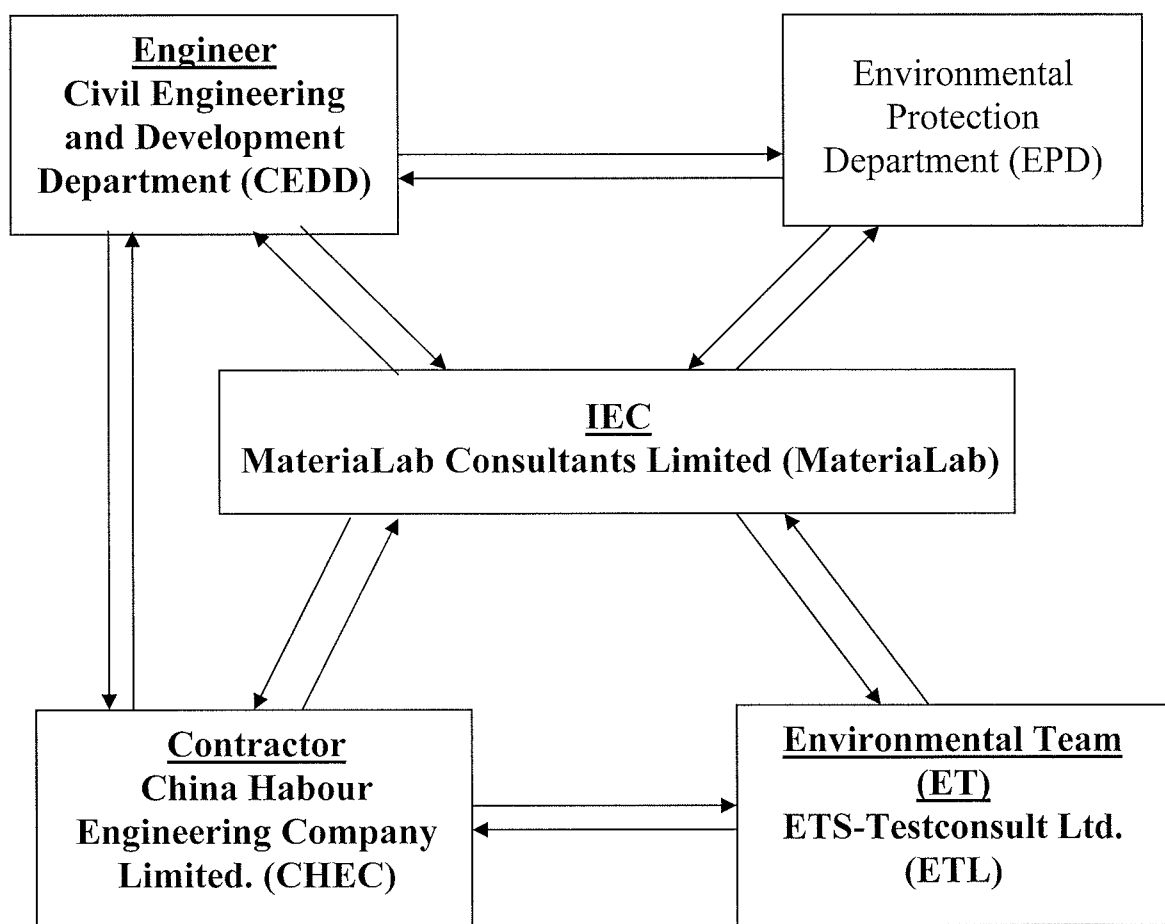 Engineer
Civil Engineering
and Development
Department (CEDD)
Environmental
Protection
Department (EPD)
IEC
MateriaLab Consultants Limited (MateriaLab)
Contractor
China Habour
Engineering Company
Limited. (CHEC)
Environmental Team
(ET)
ETS-Testconsult Ltd.
(ETL)